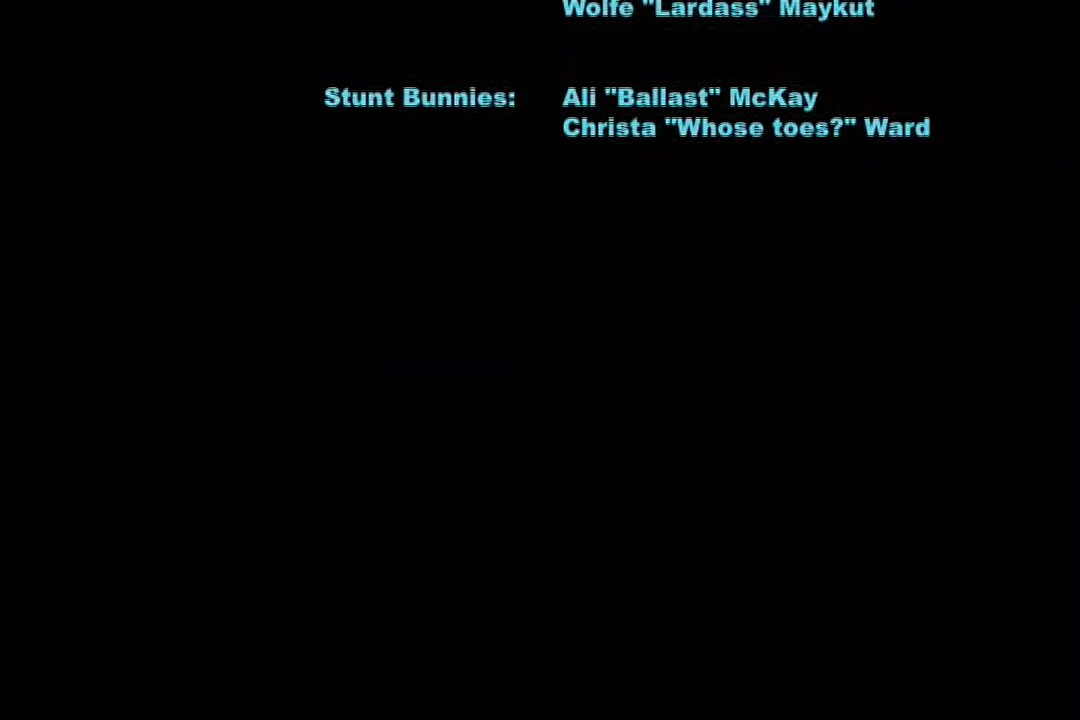 Wolfe "Lardass" Maykut
Stunt Bunnies: Ali "Ballast" McKay
Christa "Whose toes?" Ward